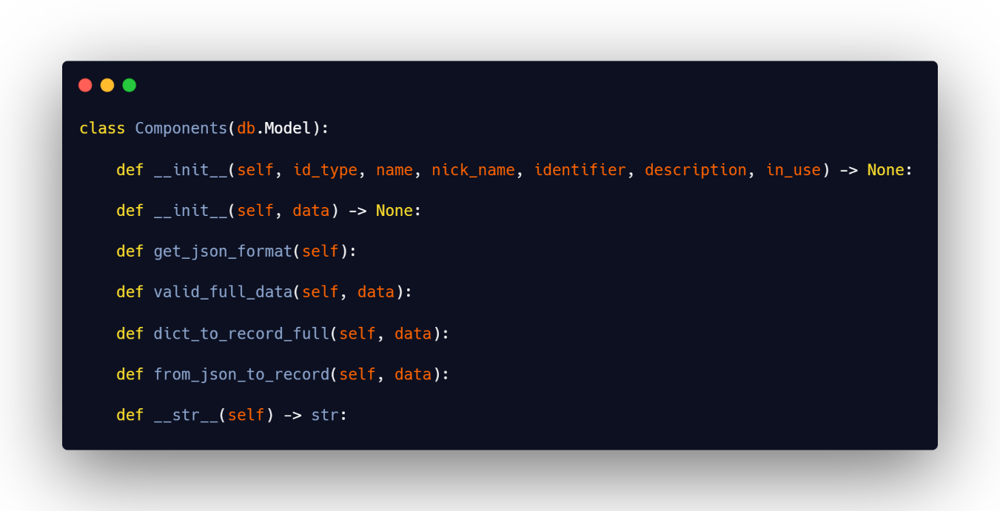 class Components(db.Model):
    def __init__(self, id_type, name, nick_name, identifier, description, in_use) -> None:
    def __init__(self, data) -> None:
    def get_json_format(self):
    def valid_full_data(self, data):
    def dict_to_record_full(self, data):
    def from_json_to_record(self, data):
    def __str__(self) -> str: